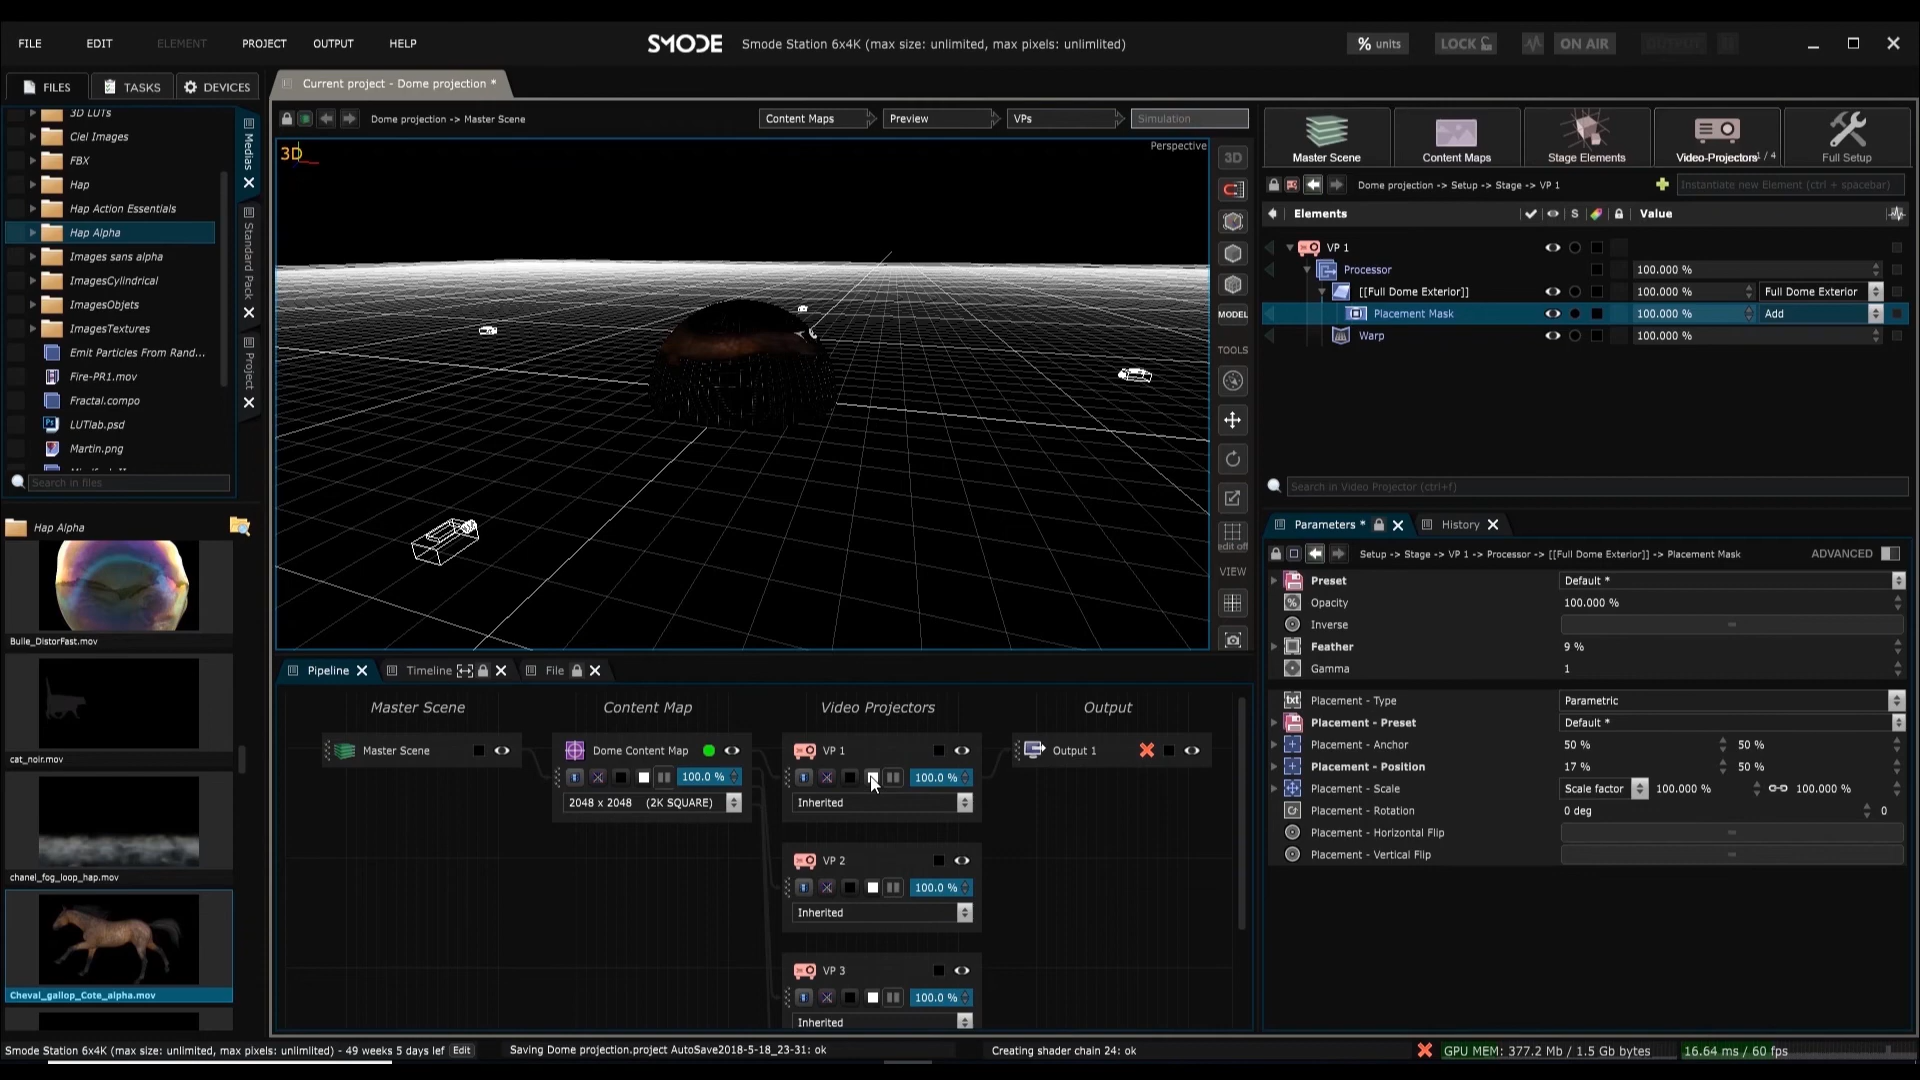 FILE EDIT ELEMENT PROJECT OUTPUT HELP SMODE Smode Station 6x4K (max size: unlimited, max pixels: unlimlited) % units LOCK ON AIR OUTPUT
FILES TASKS DEVICES Current project - Dome projection *
Dome projection -> Master Scene Content Maps Preview VPs Simulation
3D LUTs
Ciel Images
FBX
Hap
Hap Action Essentials
Hap Alpha
Images sans alpha
ImagesCylindrical
ImagesObjets
ImagesTextures
Emit Particles From Rand...
Fire-PR1.mov
Fractal.compo
LUTlab.psd
Martin.png
Search in files
Medias
Standard Pack
Project
Hap Alpha
Bulle_DistorFast.mov
cat_noir.mov
chanel_fog_loop_hap.mov
Cheval_gallop_Cote_alpha.mov
3D
Perspective
3D
MODEL
TOOLS
edit off
VIEW
Pipeline Timeline File
Master Scene Content Map Video Projectors Output
Master Scene Dome Content Map VP 1 Output 1
100.0 % 100.0 %
2048 x 2048 (2K SQUARE) Inherited
VP 2
100.0 %
Inherited
VP 3
100.0 %
Inherited
Master Scene Content Maps Stage Elements Video-Projectors 1 / 4 Full Setup
Dome projection -> Setup -> Stage -> VP 1 Instantiate new Element (ctrl + spacebar)
Elements S Value
VP 1
Processor 100.000 %
[[Full Dome Exterior]] 100.000 % Full Dome Exterior
Placement Mask 100.000 % Add
Warp 100.000 %
Search in Video Projector (ctrl+f)
Parameters * History
Setup -> Stage -> VP 1 -> Processor -> [[Full Dome Exterior]] -> Placement Mask ADVANCED
Preset Default *
Opacity 100.000 %
Inverse
Feather 9 %
Gamma 1
Placement - Type Parametric
Placement - Preset Default *
Placement - Anchor 50 % 50 %
Placement - Position 17 % 50 %
Placement - Scale Scale factor 100.000 % 100.000 %
Placement - Rotation 0 deg 0
Placement - Horizontal Flip
Placement - Vertical Flip
Smode Station 6x4K (max size: unlimited, max pixels: unlimlited) - 49 weeks 5 days lef Edit Saving Dome projection.project AutoSave2018-5-18_23-31: ok Creating shader chain 24: ok GPU MEM: 377.2 Mb / 1.5 Gb bytes 16.64 ms / 60 fps